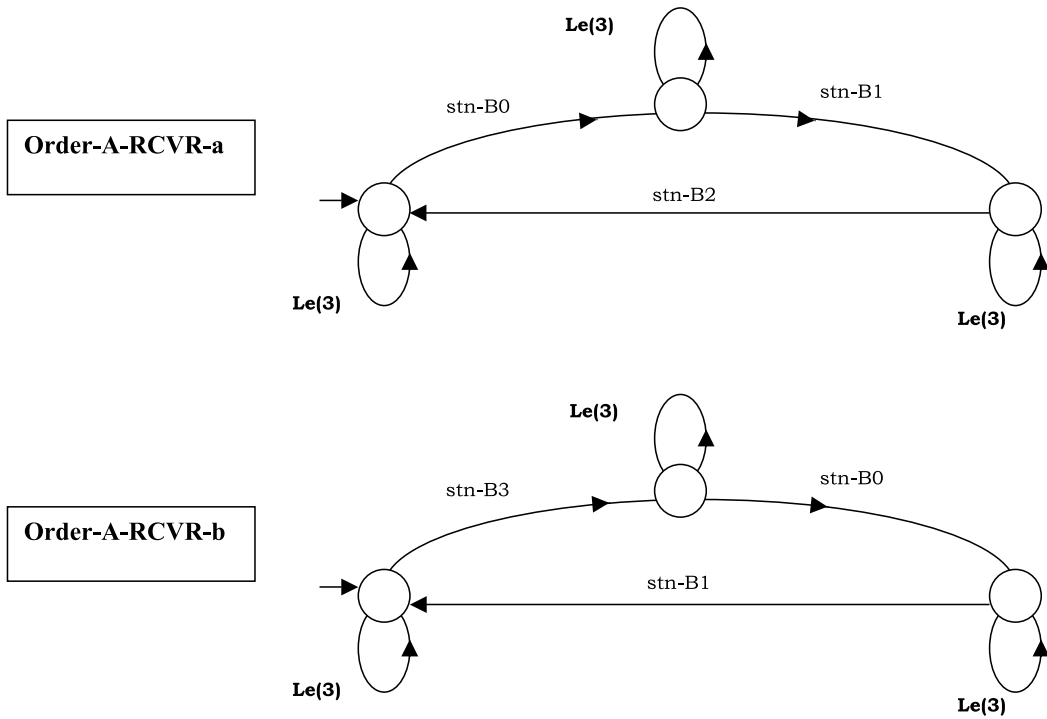 Le(3)
stn-B0
stn-B1
Order-A-RCVR-a
stn-B2
Le(3)
Le(3)
Le(3)
stn-B3
stn-B0
Order-A-RCVR-b
stn-B1
Le(3)
Le(3)